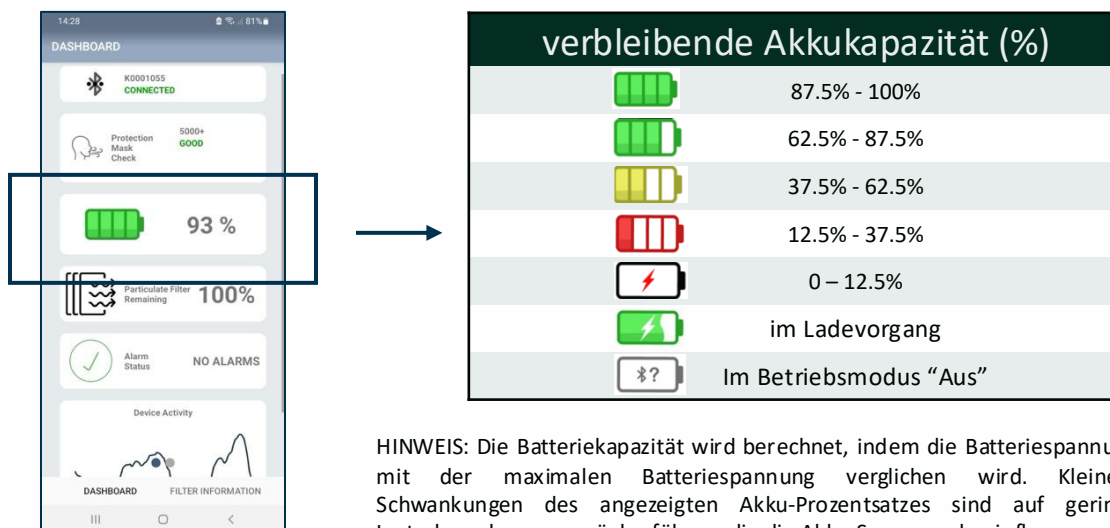 14:28
81%
DASHBOARD
K0001055
CONNECTED
Protection
Mask
Check
5000+
GOOD
93 %
Particulate Filter
Remaining
100%
Alarm
Status
NO ALARMS
Device Activity
DASHBOARD FILTER INFORMATION
verbleibende Akkukapazität (%)
87.5% - 100%
62.5% - 87.5%
37.5% - 62.5%
12.5% - 37.5%
0 – 12.5%
im Ladevorgang
?
Im Betriebsmodus “Aus”
HINWEIS: Die Batteriekapazität wird berechnet, indem die
mit der maximalen Batteriespannung verglichen wird.
Schwankungen des angezeigten Akku-Prozentsatzes sind auf